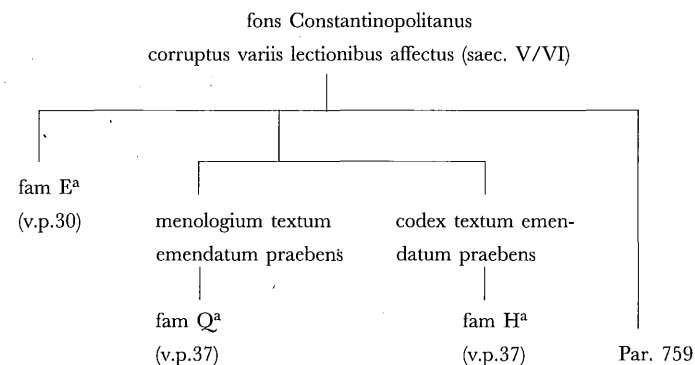 fons Constantinopolitanus
corruptus variis lectionibus affectus (saec. V/VI)
fam Eᵃ
(v.p.30)
menologium textum
emendatum praebens
codex textum emen-
datum praebens
fam Qᵃ
(v.p.37)
fam Hᵃ
(v.p.37)
Par. 759